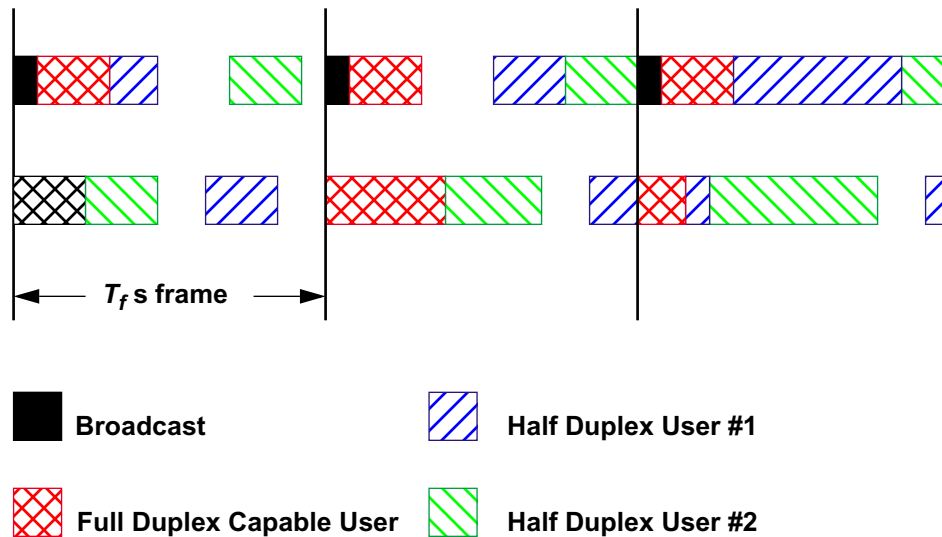 T_f s frame
Broadcast
Half Duplex User #1
Full Duplex Capable User
Half Duplex User #2